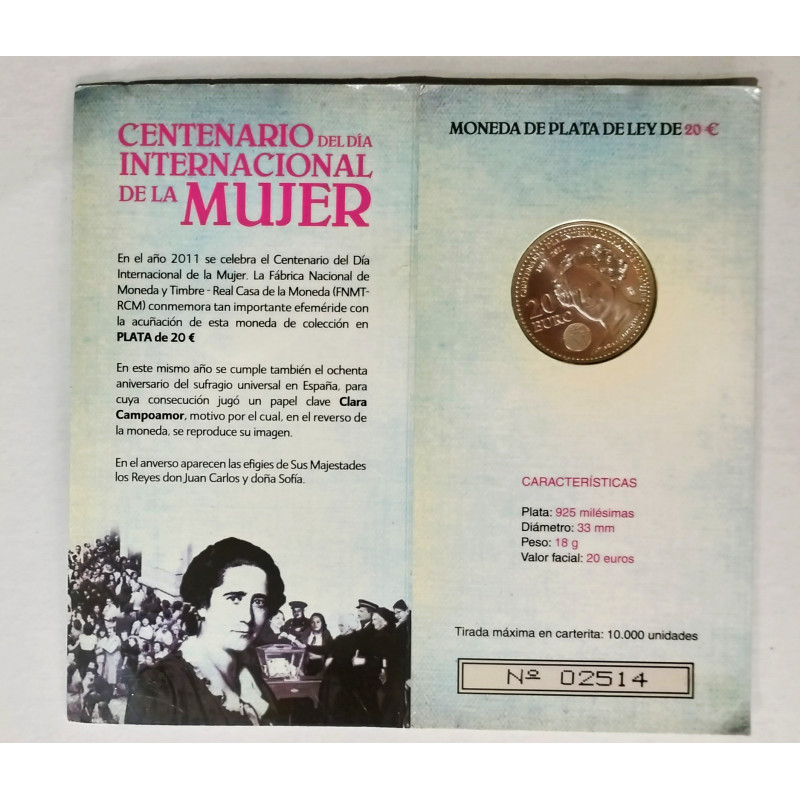 CENTENARIO DEL DÍA
INTERNACIONAL
DE LA MUJER
En el año 2011 se celebra el Centenario del Día
Internacional de la Mujer. La Fábrica Nacional de
Moneda y Timbre - Real Casa de la Moneda (FNMT-
RCM) conmemora tan importante efeméride con
la acuñación de esta moneda de colección en
PLATA de 20 €
En este mismo año se cumple también el ochenta
aniversario del sufragio universal en España, para
cuya consecución jugó un papel clave Clara
Campoamor, motivo por el cual, en el reverso de
la moneda, se reproduce su imagen.
En el anverso aparecen las efigies de Sus Majestades
los Reyes don Juan Carlos y doña Sofía.
MONEDA DE PLATA DE LEY DE 20 €
20
EURO
CARACTERÍSTICAS
Plata: 925 milésimas
Diámetro: 33 mm
Peso: 18 g
Valor facial: 20 euros
Tirada máxima en carterita: 10.000 unidades
Nº 02514